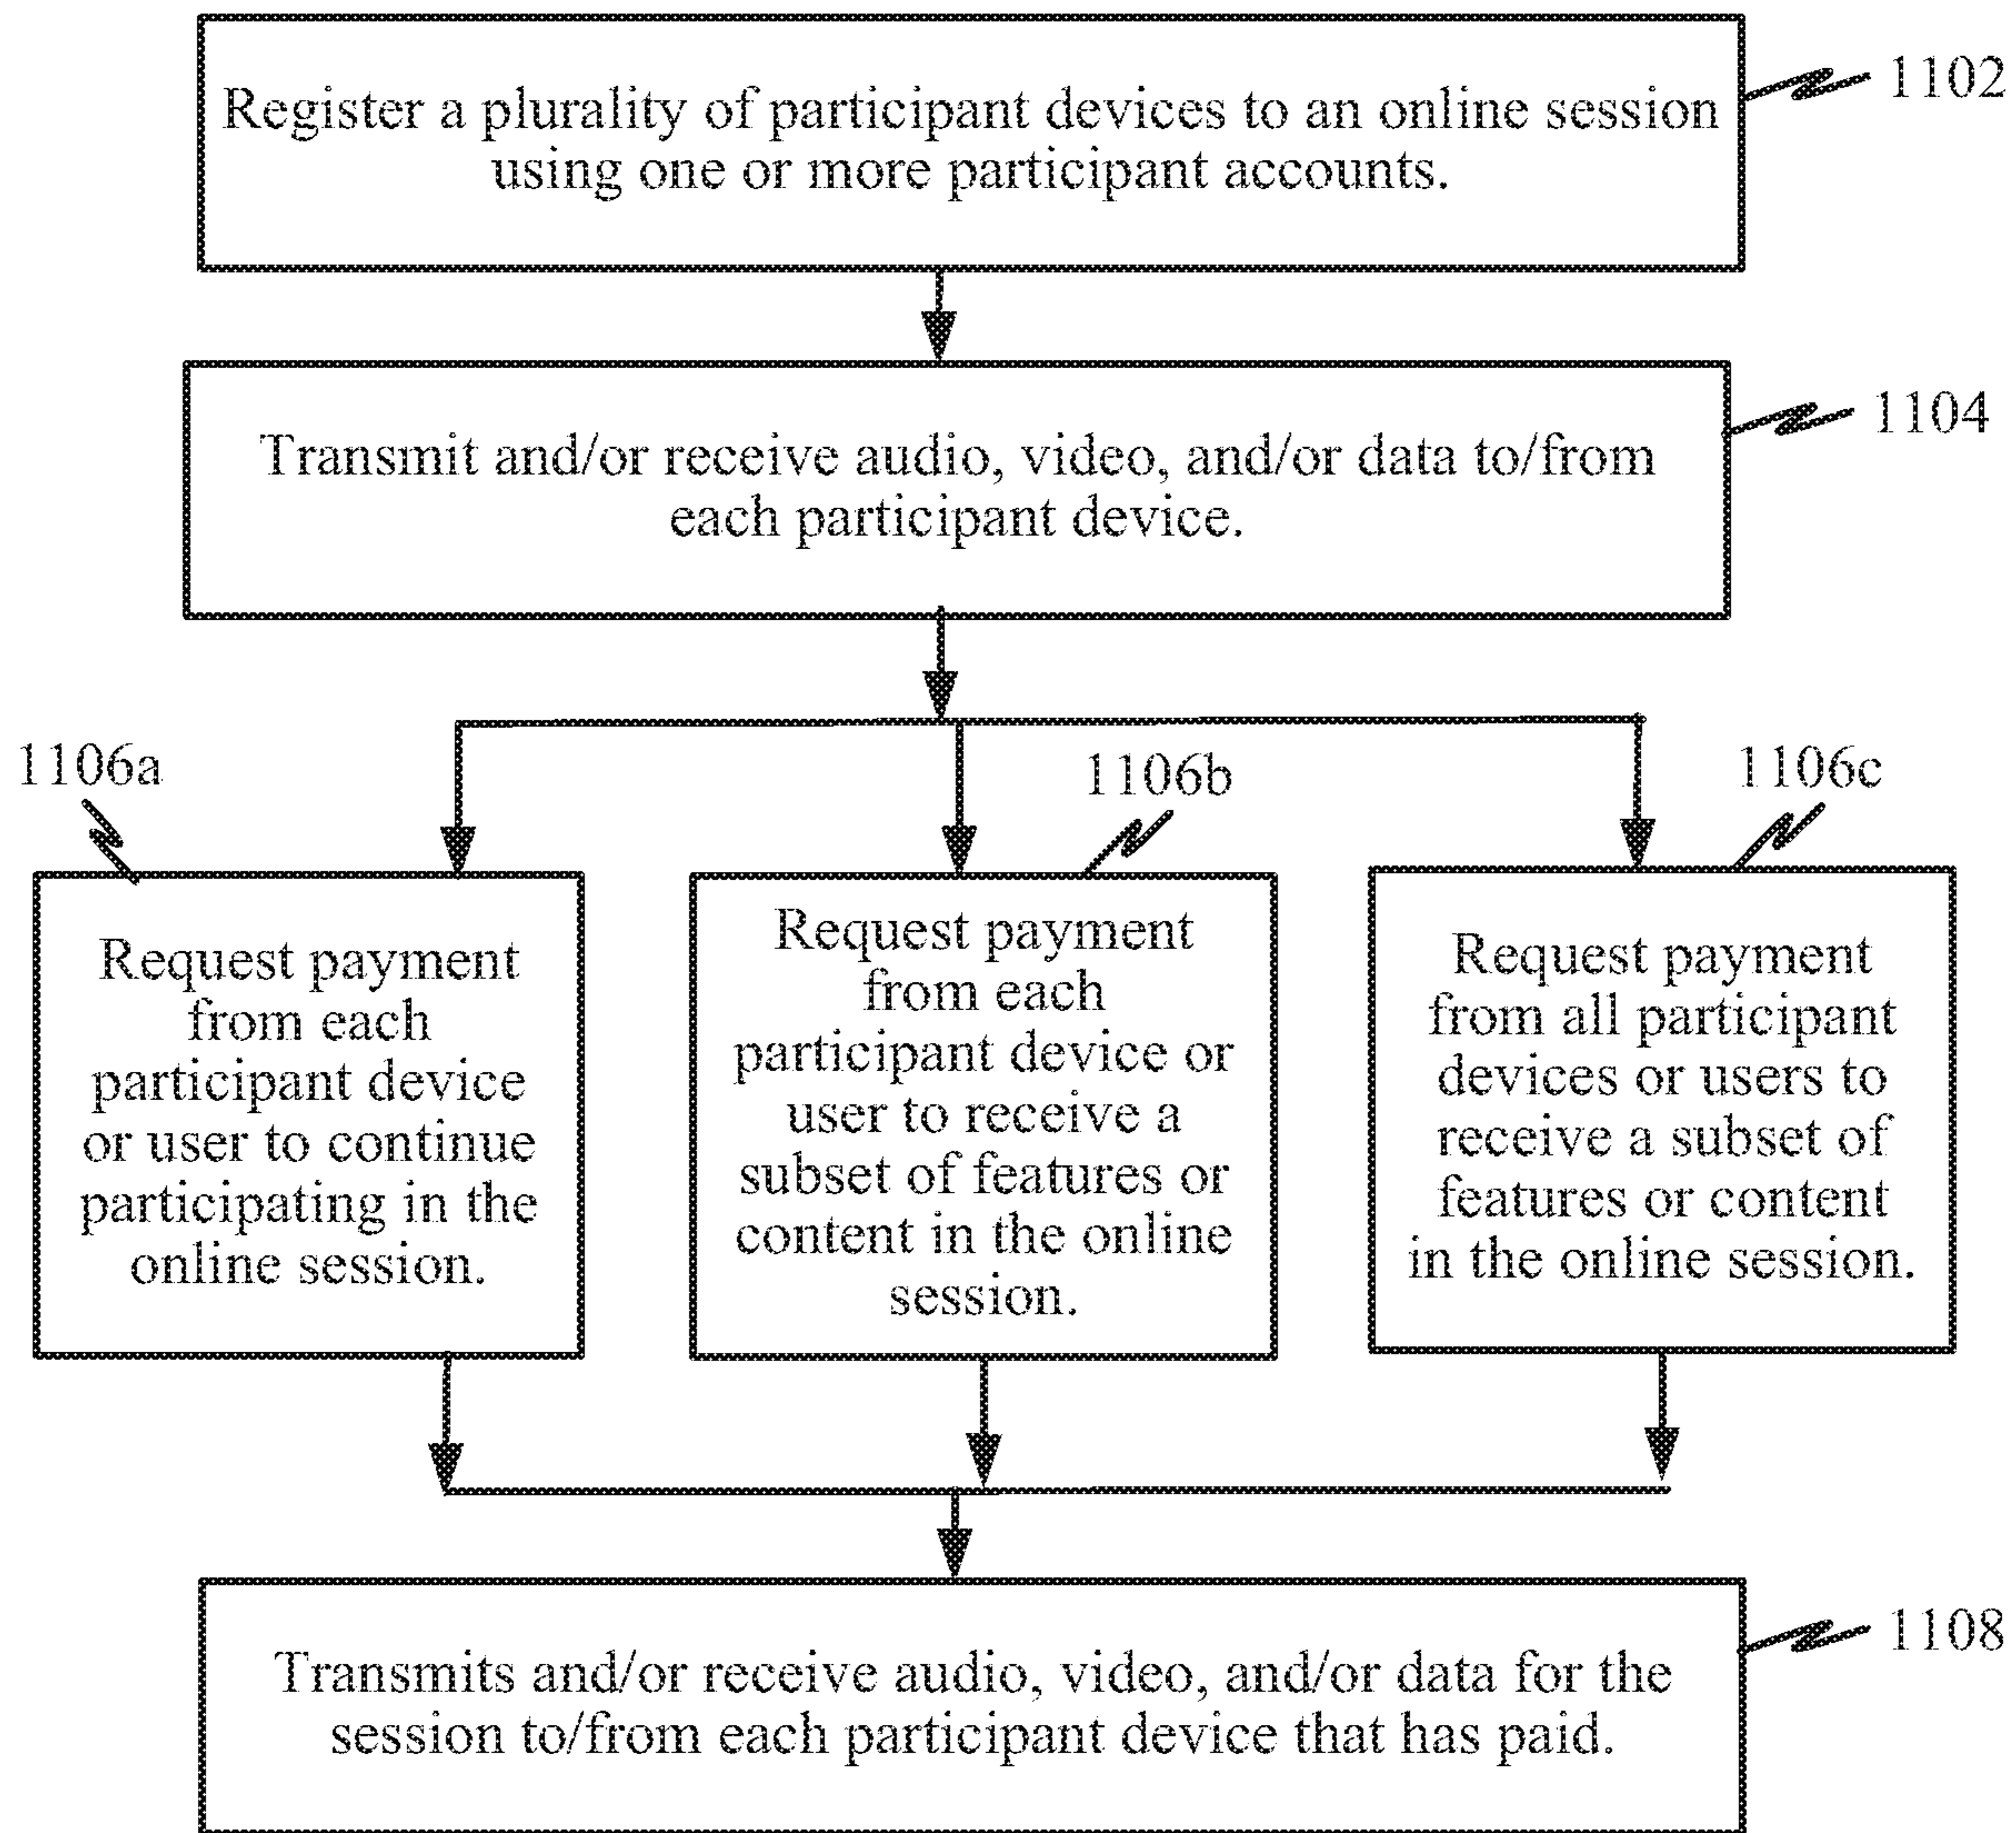 Register a plurality of participant devices to an online session
using one or more participant accounts.
1102
Transmit and/or receive audio, video, and/or data to/from
each participant device.
1104
1106a
Request payment
from each
participant device
or user to continue
participating in the
online session.
1106b
Request payment
from each
participant device or
user to receive a
subset of features or
content in the online
session.
1106c
Request payment
from all participant
devices or users to
receive a subset of
features or content
in the online session.
Transmits and/or receive audio, video, and/or data for the
session to/from each participant device that has paid.
1108